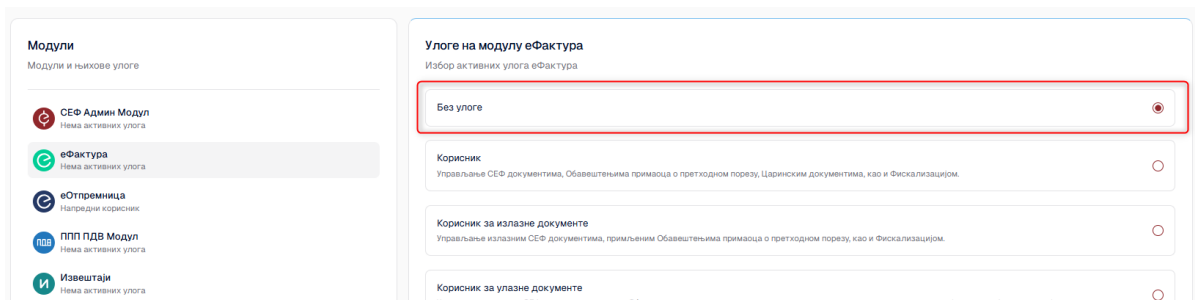 Модули
Модули и њихове улоге
СЕФ Админ Модул
Нема активних улога
еФактура
Нема активних улога
еОтпремница
Напредни корисник
ПДВ
ППП ПДВ Модул
Нема активних улога
И
Извештаји
Нема активних улога
Улоге на модулу еФактура
Избор активних улога еФактура
Без улоге
Корисник
Управљање СЕФ документима, Обавештењима примаоца о претходном порезу, Царинским документима, као и Фискализацијом.
Корисник за излазне документе
Управљање излазним СЕФ документима, примљеним Обавештењима примаоца о претходном порезу, као и Фискализацијом.
Корисник за улазне документе